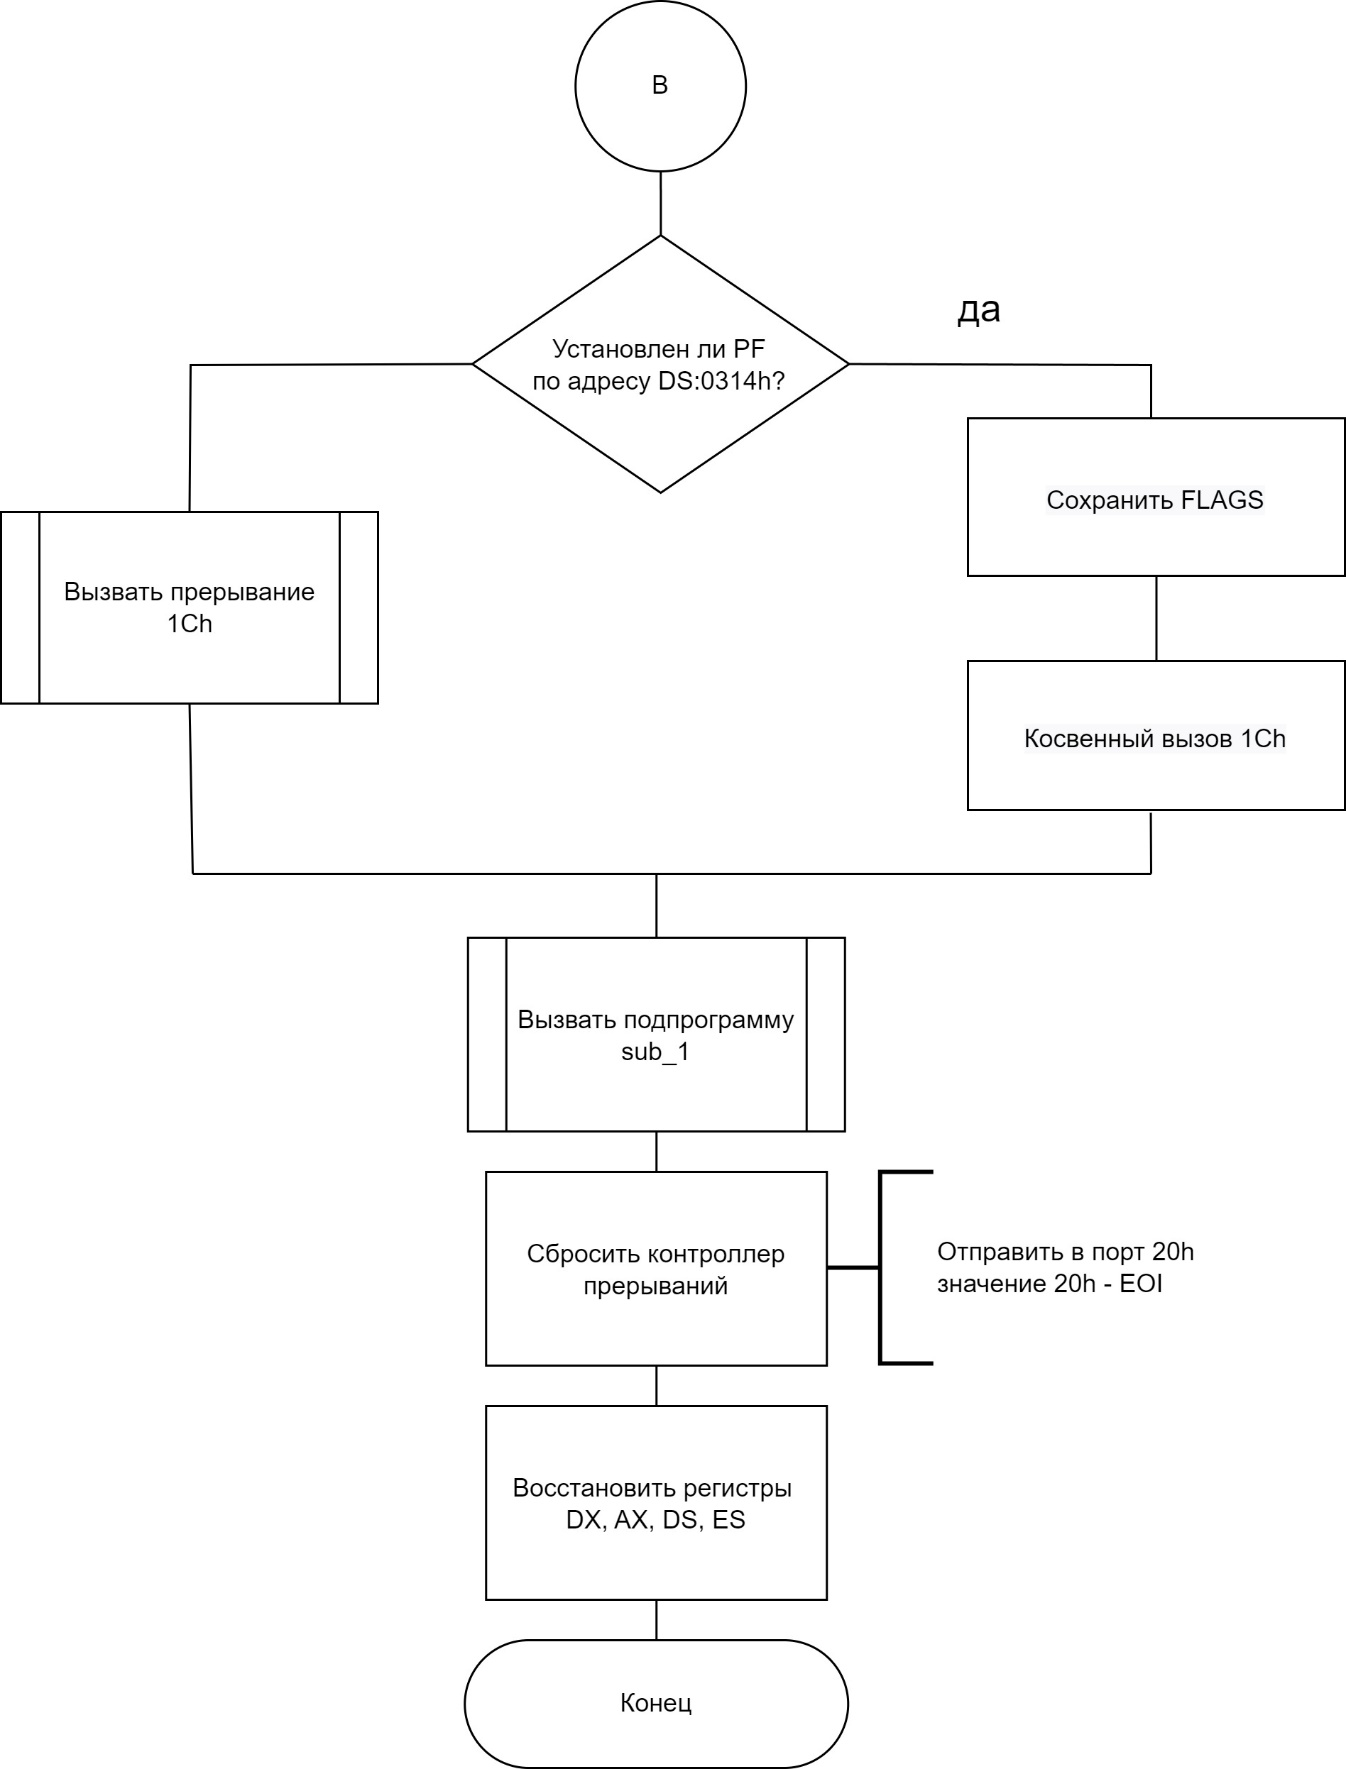 В
да
Установлен ли PF
по адресу DS:0314h?
Сохранить FLAGS
Вызвать прерывание
1Ch
Косвенный вызов 1Ch
Вызвать подпрограмму
sub_1
Сбросить контроллер
прерываний
Отправить в порт 20h
значение 20h - EOI
Восстановить регистры
DX, AX, DS, ES
Конец